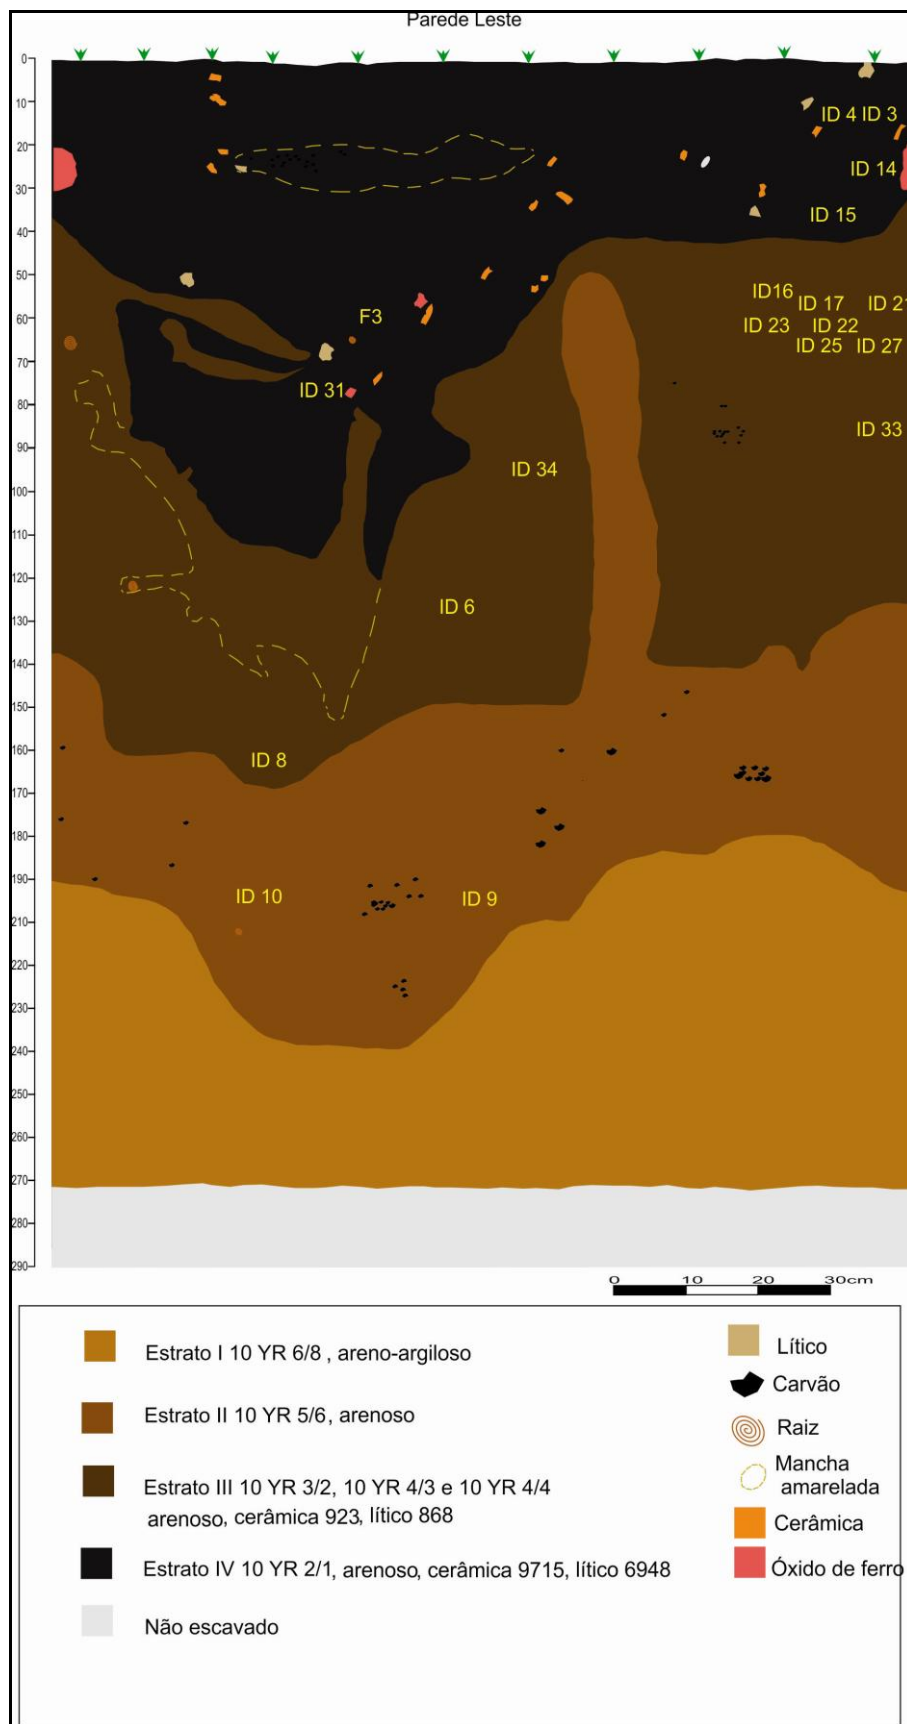 Parede Leste
0
10
20
30
40
50
60
70
80
90
100
110
120
130
140
150
160
170
180
190
210
220
230
240
250
260
270
280
290
ID 4 ID 3
ID 14
ID 15
ID16
ID 17 ID 21
F3
ID 23 ID 22
ID 25 ID 27
ID 31
ID 33
ID 34
ID 6
ID 8
ID 10 ID 9
0 10 20 30cm
Estrato I 10 YR 6/8 , areno-argiloso
Estrato II 10 YR 5/6, arenoso
Estrato III 10 YR 3/2, 10 YR 4/3 e 10 YR 4/4
arenoso, cerâmica 923, lítico 868
Estrato IV 10 YR 2/1, arenoso, cerâmica 9715, lítico 6948
Não escavado
Lítico
Carvão
Raiz
Mancha
amarelada
Cerâmica
Óxido de ferro